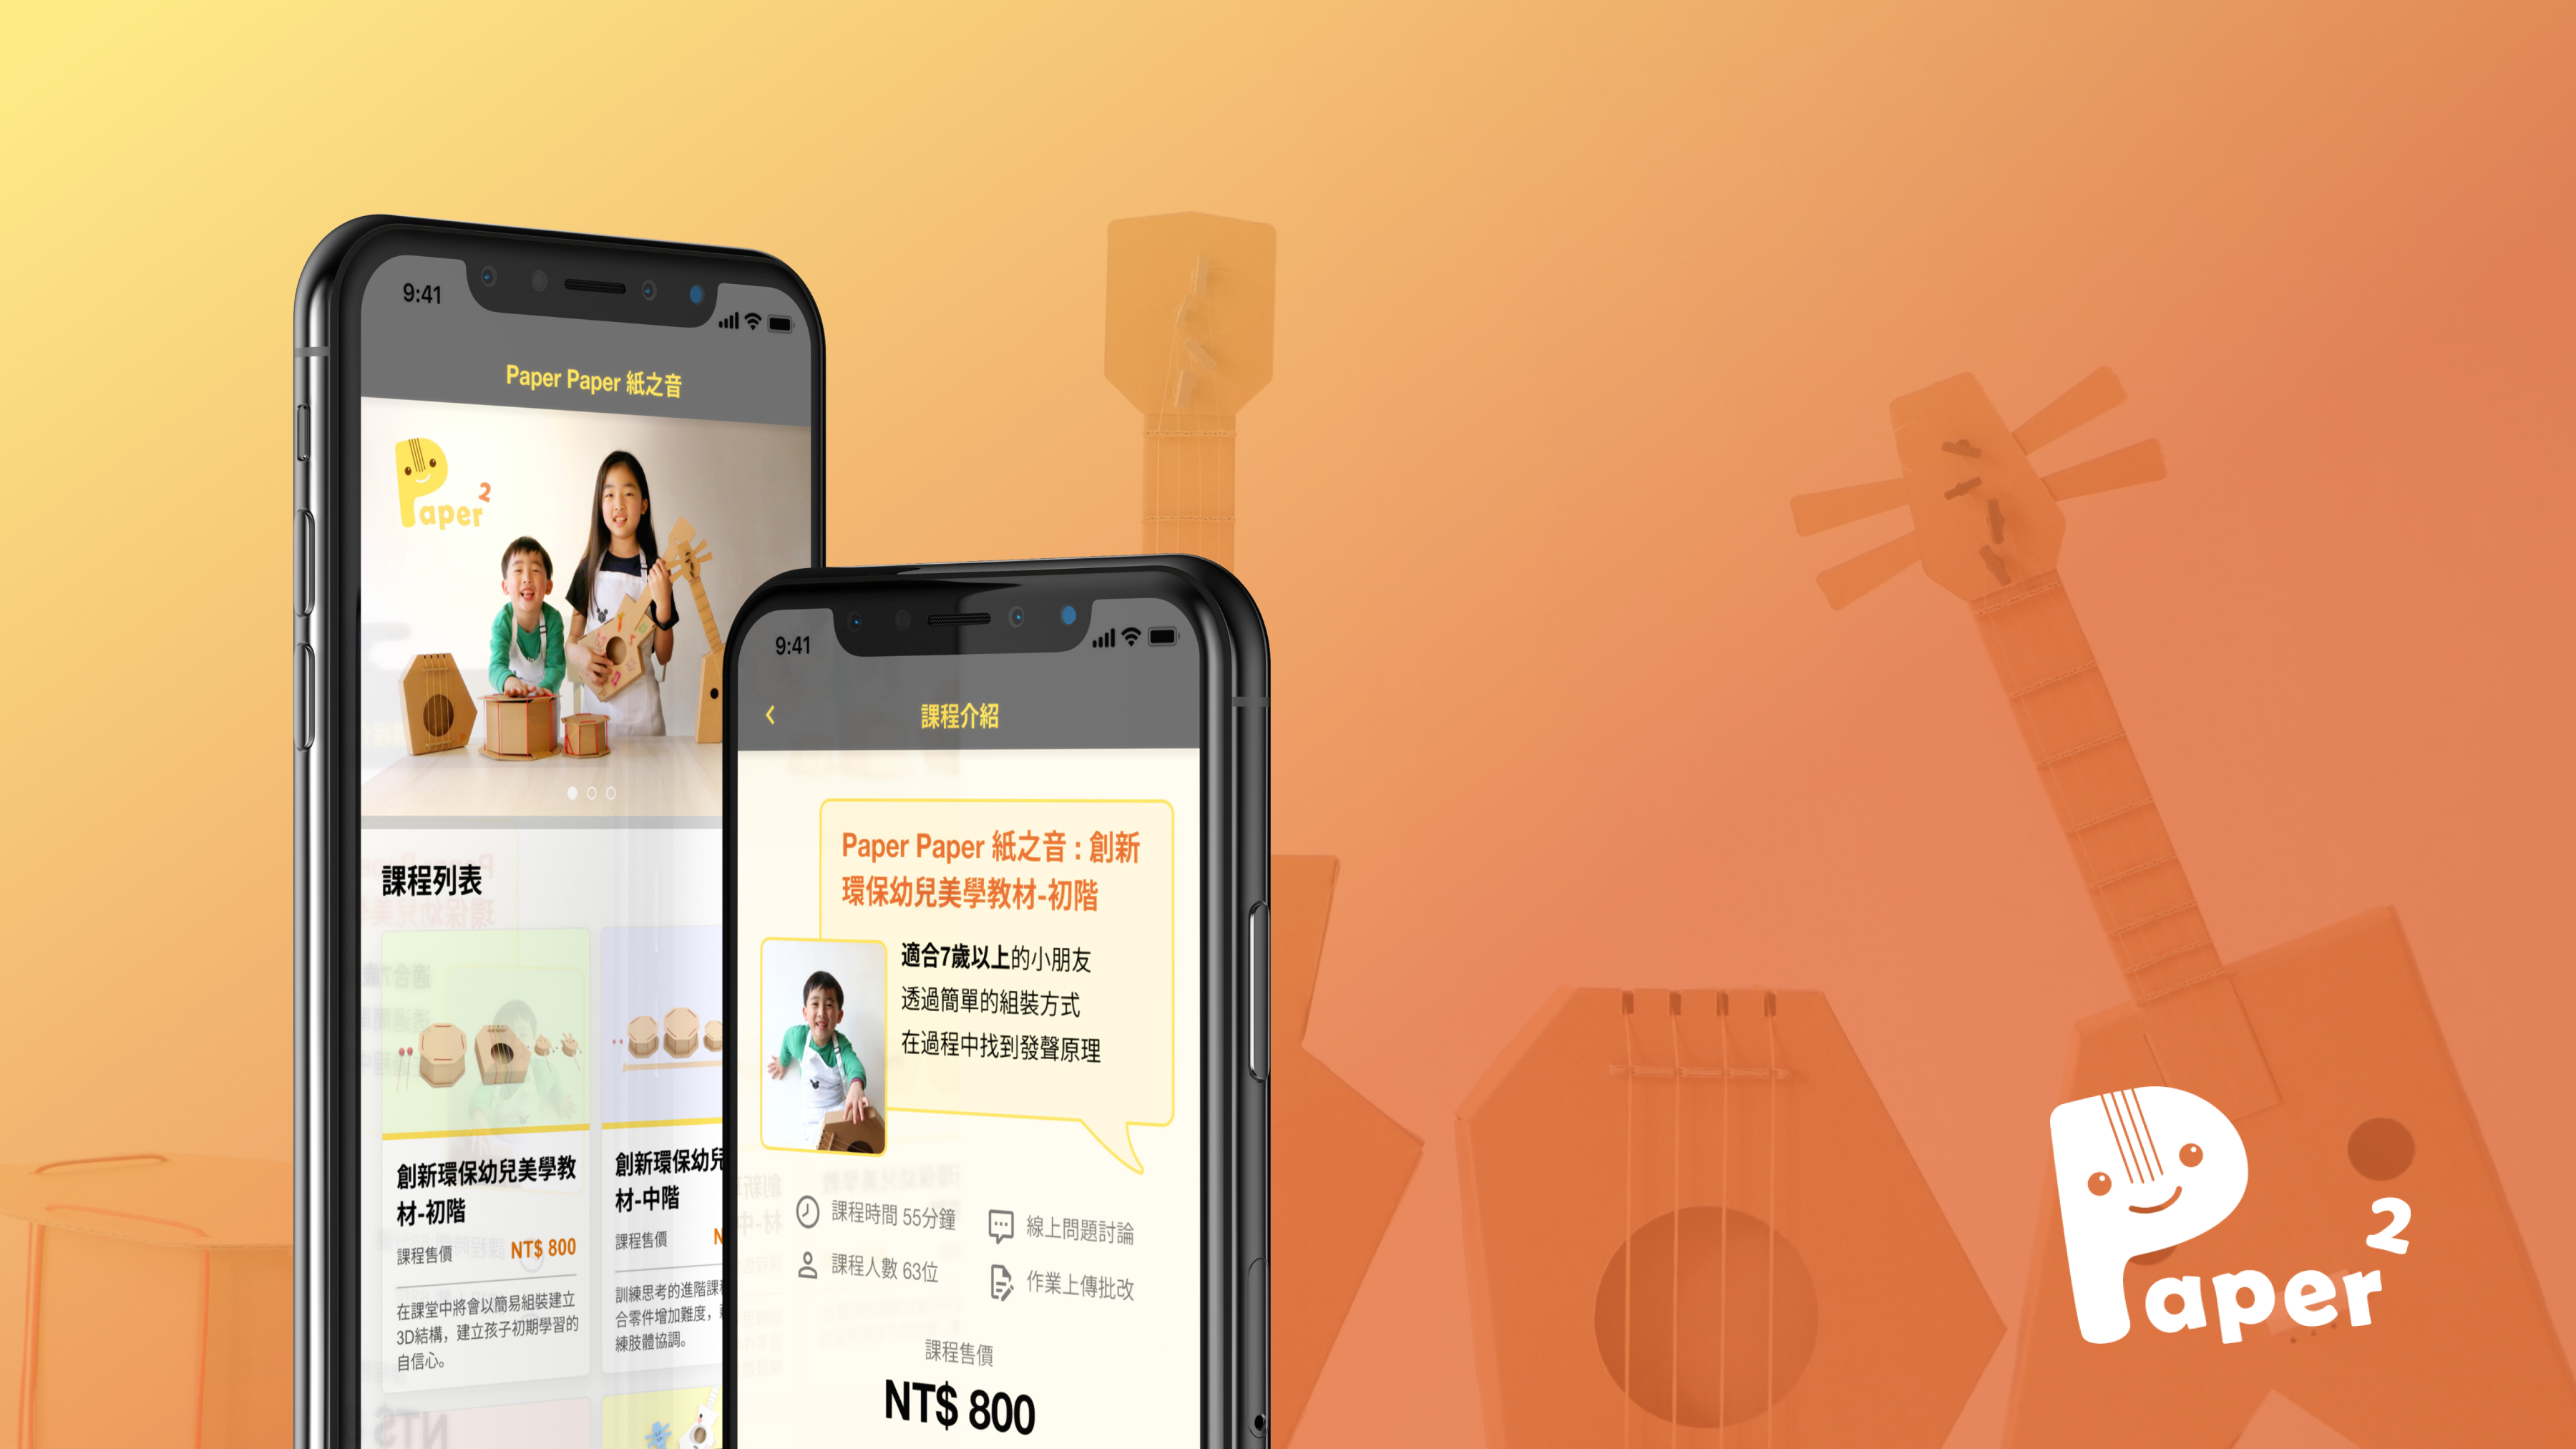 9:41
Paper Paper 紙之音
Paper²
課程列表
創新環保幼兒美學教
材-初階
課程售價 NT$ 800
在課堂中將會以簡易組裝建立
3D結構，建立孩子初期學習的
自信心。
創新環保幼兒
材-中階
課程售價
訓練思考的進階課
合零件增加難度，
練肢體協調。
9:41
課程介紹
Paper Paper 紙之音 : 創新
環保幼兒美學教材-初階
適合7歲以上的小朋友
透過簡單的組裝方式
在過程中找到發聲原理
課程時間 55分鐘
線上問題討論
課程人數 63位
作業上傳批改
課程售價
NT$ 800
Paper²